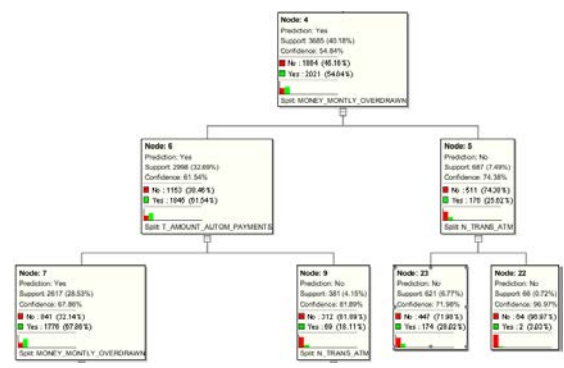 Node: 4
Prediction: Yes
Support: 3685 (40.18%)
Confidence: 54.84%
No : 1664 (45.16%)
Yes : 2021 (54.84%)
Split: MONEY_MONTLY_OVERDRAWN
Node: 6
Prediction: Yes
Support: 2998 (32.69%)
Confidence: 61.54%
No : 1153 (38.46%)
Yes : 1845 (61.54%)
Split: T_AMOUNT_AUTOM_PAYMENTS
Node: 5
Prediction: No
Support: 687 (7.49%)
Confidence: 74.38%
No : 511 (74.38%)
Yes : 176 (25.62%)
Split: N_TRANS_ATM
Node: 7
Prediction: Yes
Support: 2617 (28.53%)
Confidence: 67.86%
No : 841 (32.14%)
Yes : 1776 (67.86%)
Split: MONEY_MONTLY_OVERDRAWN
Node: 9
Prediction: No
Support: 381 (4.15%)
Confidence: 81.89%
No : 312 (81.89%)
Yes : 69 (18.11%)
Split: N_TRANS_ATM
Node: 23
Prediction: No
Support: 621 (6.77%)
Confidence: 71.98%
No : 447 (71.98%)
Yes : 174 (28.02%)
Node: 22
Prediction: No
Support: 66 (0.72%)
Confidence: 96.97%
No : 64 (96.97%)
Yes : 2 (3.03%)